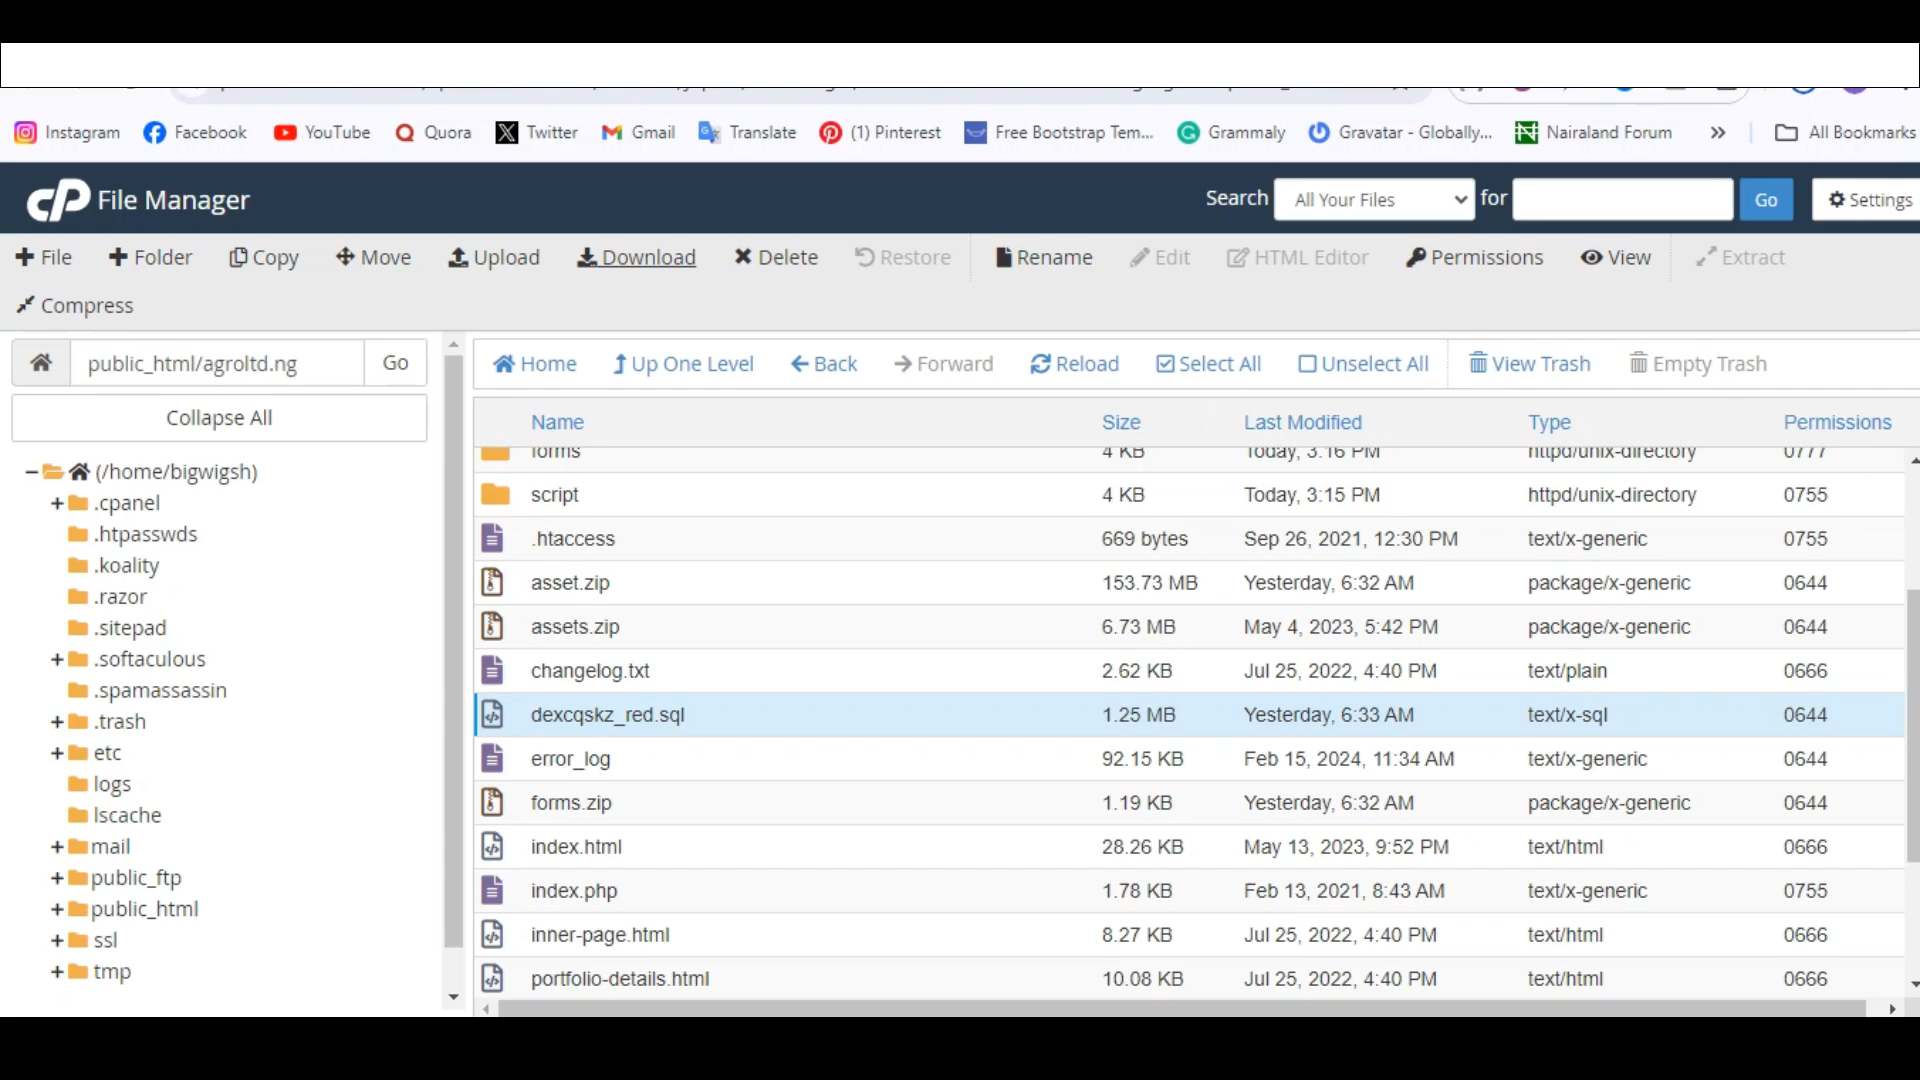 Instagram Facebook YouTube Quora Twitter Gmail Translate (1) Pinterest Free Bootstrap Tem... Grammaly Gravatar - Globally... Nairaland Forum » All Bookmarks
cP File Manager Search All Your Files for Go Settings
File Folder Copy Move Upload Download Delete Restore Rename Edit HTML Editor Permissions View Extract
Compress
public_html/agroltd.ng Go
Collapse All
(/home/bigwigsh)
.cpanel
.htpasswds
.koality
.razor
.sitepad
.softaculous
.spamassassin
.trash
etc
logs
lscache
mail
public_ftp
public_html
ssl
tmp
Home Up One Level Back Forward Reload Select All Unselect All View Trash Empty Trash
Name Size Last Modified Type Permissions
forms 4 KB Today, 3:16 PM httpd/unix-directory 0777
script 4 KB Today, 3:15 PM httpd/unix-directory 0755
.htaccess 669 bytes Sep 26, 2021, 12:30 PM text/x-generic 0755
asset.zip 153.73 MB Yesterday, 6:32 AM package/x-generic 0644
assets.zip 6.73 MB May 4, 2023, 5:42 PM package/x-generic 0644
changelog.txt 2.62 KB Jul 25, 2022, 4:40 PM text/plain 0666
dexcqskz_red.sql 1.25 MB Yesterday, 6:33 AM text/x-sql 0644
error_log 92.15 KB Feb 15, 2024, 11:34 AM text/x-generic 0644
forms.zip 1.19 KB Yesterday, 6:32 AM package/x-generic 0644
index.html 28.26 KB May 13, 2023, 9:52 PM text/html 0666
index.php 1.78 KB Feb 13, 2021, 8:43 AM text/x-generic 0755
inner-page.html 8.27 KB Jul 25, 2022, 4:40 PM text/html 0666
portfolio-details.html 10.08 KB Jul 25, 2022, 4:40 PM text/html 0666